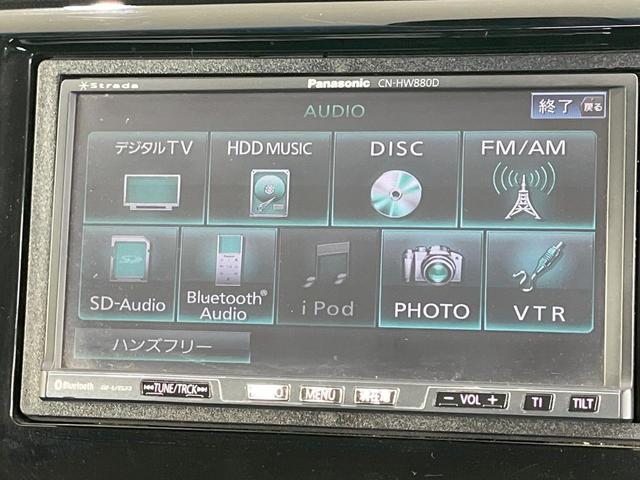 Strada Panasonic CN-HW880D
AUDIO
終了 戻る
デジタルTV HDD MUSIC DISC FM/AM
SD-Audio Bluetooth® Audio iPod PHOTO VTR
ハンズフリー
Bluetooth TUNE/TRCK MENU − VOL + TI TILT